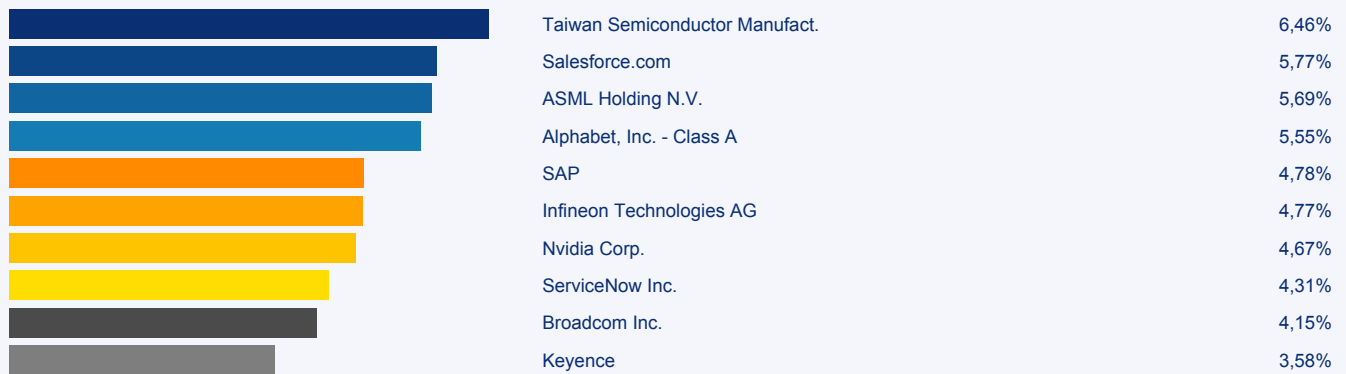 Taiwan Semiconductor Manufact. 6,46%
Salesforce.com 5,77%
ASML Holding N.V. 5,69%
Alphabet, Inc. - Class A 5,55%
SAP 4,78%
Infineon Technologies AG 4,77%
Nvidia Corp. 4,67%
ServiceNow Inc. 4,31%
Broadcom Inc. 4,15%
Keyence 3,58%